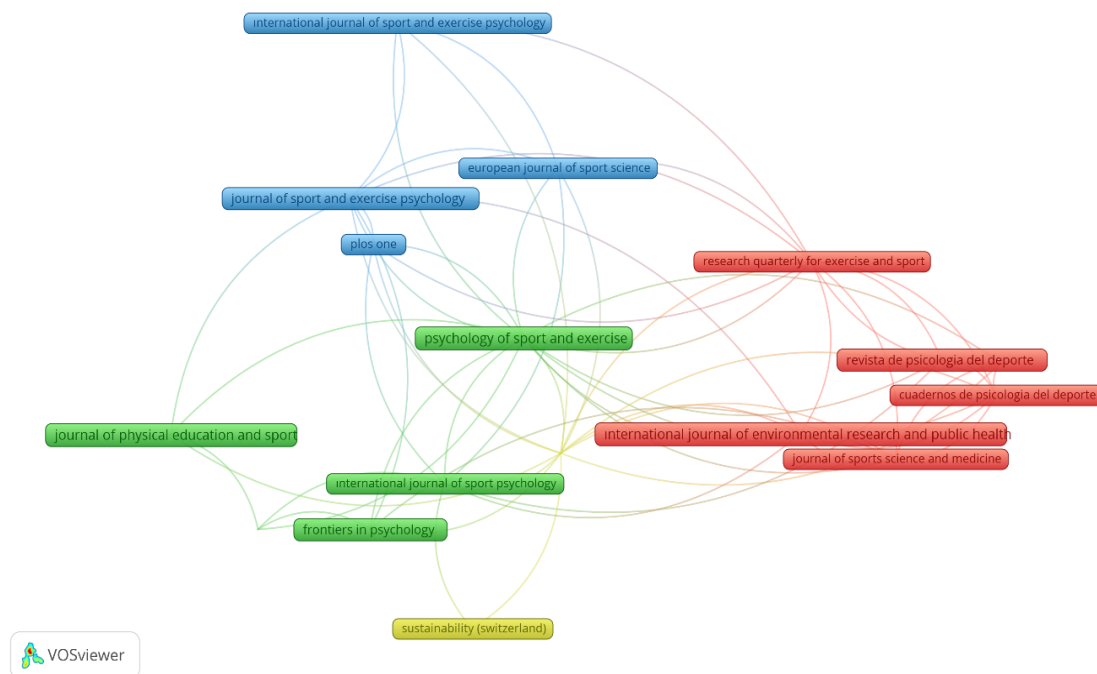 international journal of sport and exercise psychology
european journal of sport science
journal of sport and exercise psychology
plos one
research quarterly for exercise and sport
psychology of sport and exercise
revista de psicologia del deporte
cuadernos de psicologia del deporte
journal of physical education and sport
international journal of environmental research and public health
journal of sports science and medicine
international journal of sport psychology
frontiers in psychology
sustainability (switzerland)
VOSviewer